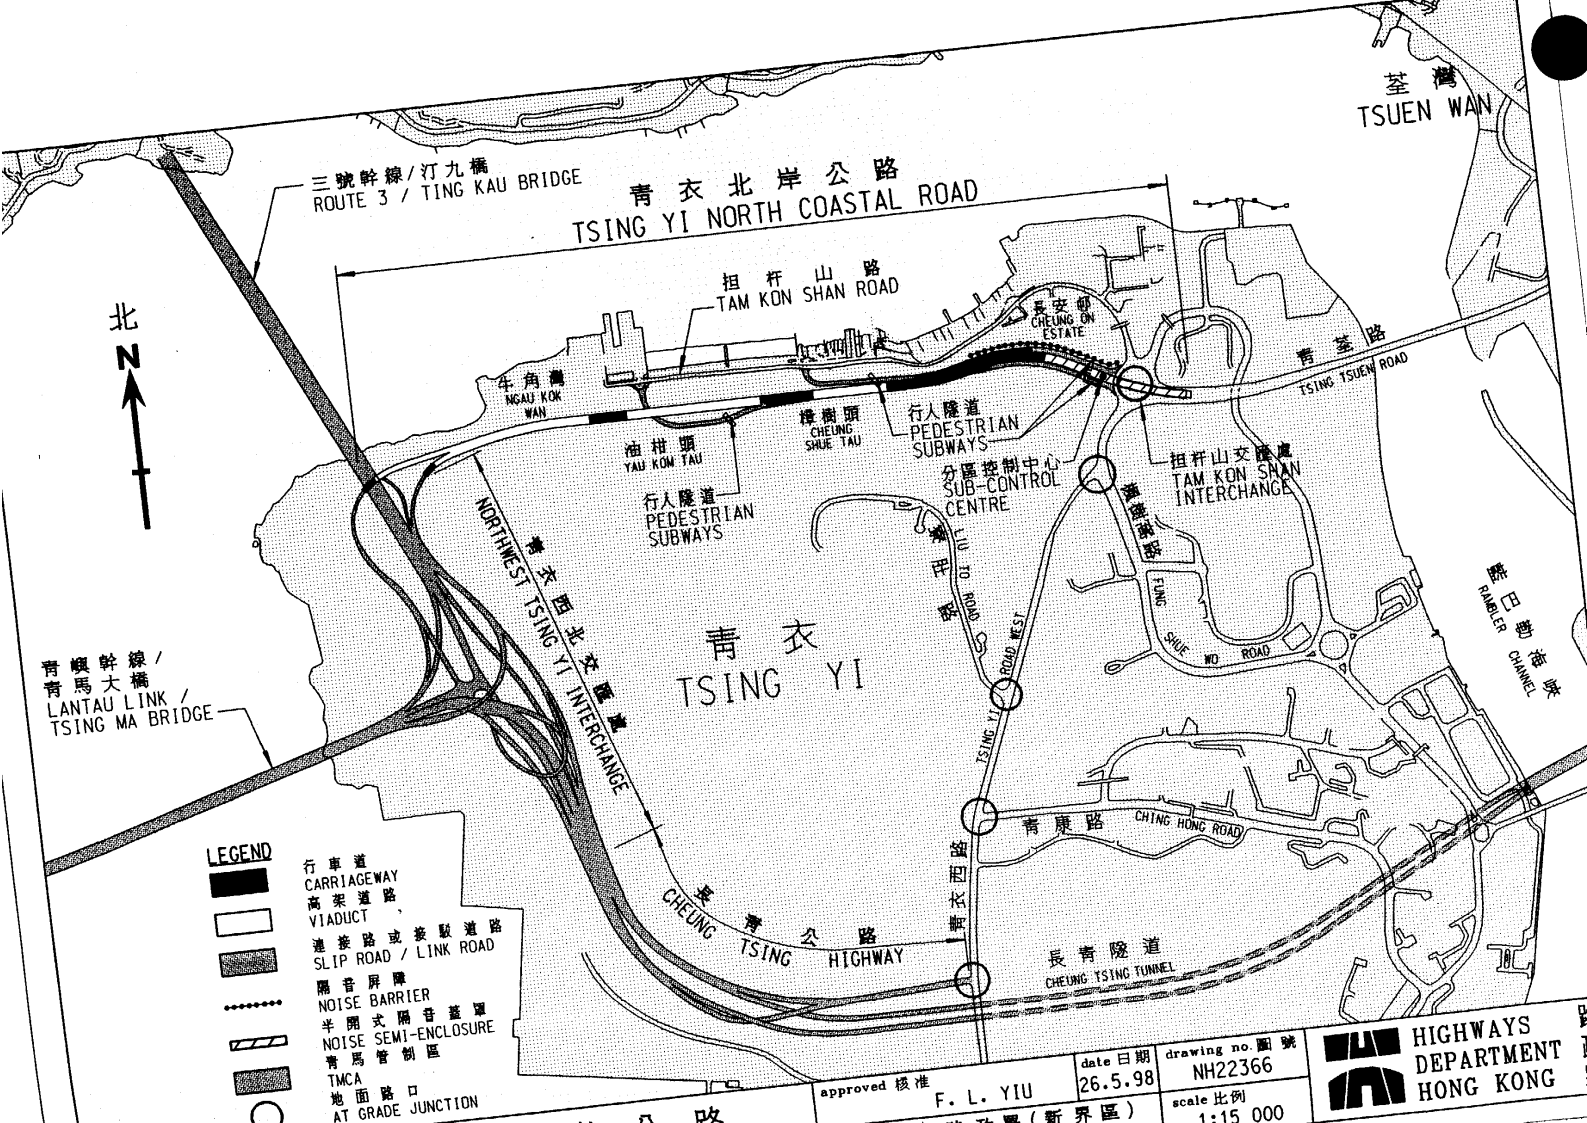 荃灣
TSUEN WAN
三號幹線/汀九橋
ROUTE 3 / TING KAU BRIDGE
青衣北岸公路
TSING YI NORTH COASTAL ROAD
担杆山路
TAM KON SHAN ROAD
長安邨
CHEUNG ON
ESTATE
北
N
青荃路
TSING TSUEN ROAD
牛角灣
NGAU KOK
WAN
油柑頭
YAU KOM TAU
樟樹頭
CHEUNG
SHUE TAU
行人隧道
PEDESTRIAN
SUBWAYS
行人隧道
PEDESTRIAN
SUBWAYS
分區控制中心
SUB-CONTROL
CENTRE
担杆山交匯處
TAM KON SHAN
INTERCHANGE
青衣西北交匯處
NORTHWEST TSING YI INTERCHANGE
LIU TO ROAD
楓樹窩路
FUNG SHUE WO ROAD
藍巴勒海峽
RAMBLER CHANNEL
青衣
TSING YI
TSING YI ROAD WEST
青衣西路
青嶼幹線/
青馬大橋
LANTAU LINK /
TSING MA BRIDGE
青康路
CHING HONG ROAD
長青公路
CHEUNG TSING HIGHWAY
長青隧道
CHEUNG TSING TUNNEL
LEGEND
行車道
CARRIAGEWAY
高架道路
VIADUCT
連接路或接駁道路
SLIP ROAD / LINK ROAD
隔音屏障
NOISE BARRIER
半開式隔音蓋罩
NOISE SEMI-ENCLOSURE
青馬管制區
TMCA
地面路口
AT GRADE JUNCTION
公路
approved 核准
F. L. YIU
(新界區)
date 日期
26.5.98
drawing no. 圖號
NH22366
scale 比例
1:15 000
HIGHWAYS
DEPARTMENT
HONG KONG
路